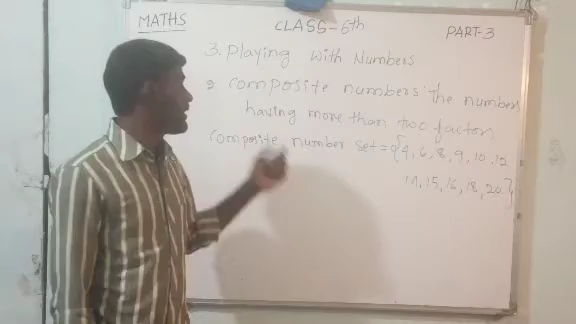 MATHS CLASS-6th PART-3
3. Playing With Numbers
composite numbers: the numbers
having more than two factors
Composite number set = {4, 6, 8, 9, 10, 12
14, 15, 16, 18, 20.}